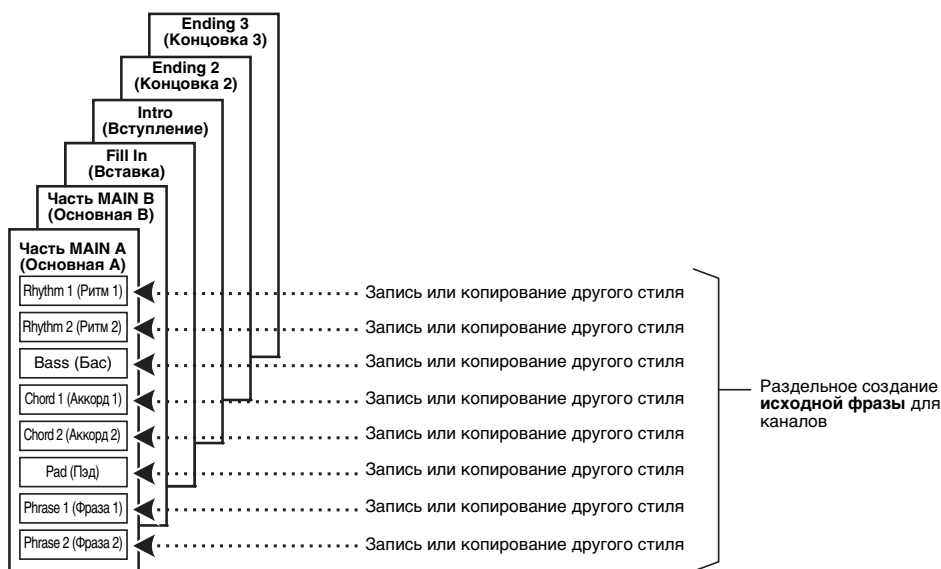 Ending 3
(Концовка 3)
Ending 2
(Концовка 2)
Intro
(Вступление)
Fill In
(Вставка)
Часть MAIN B
(Основная B)
Часть MAIN A
(Основная A)
Rhythm 1 (Ритм 1)
Запись или копирование другого стиля
Rhythm 2 (Ритм 2)
Запись или копирование другого стиля
Bass (Бас)
Запись или копирование другого стиля
Chord 1 (Аккорд 1)
Запись или копирование другого стиля
Chord 2 (Аккорд 2)
Запись или копирование другого стиля
Pad (Пэд)
Запись или копирование другого стиля
Phrase 1 (Фраза 1)
Запись или копирование другого стиля
Phrase 2 (Фраза 2)
Запись или копирование другого стиля
Раздельное создание
исходной фразы для
каналов